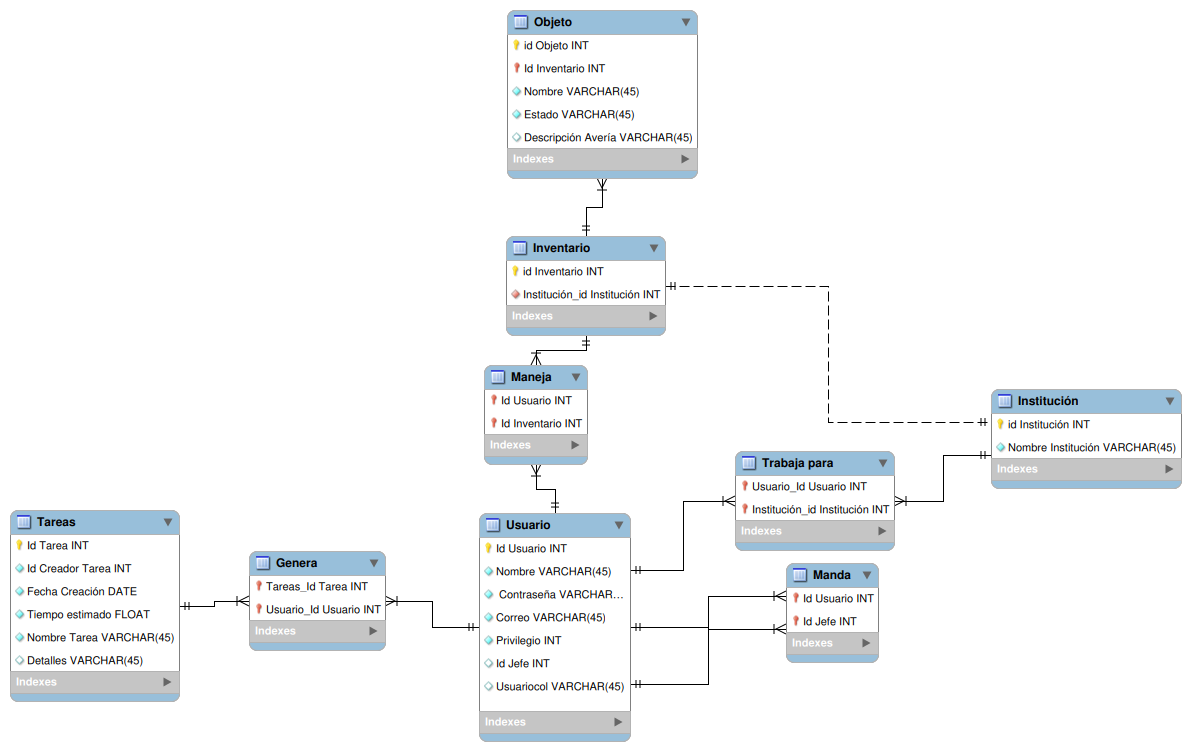 Objeto
id Objeto INT
Id Inventario INT
Nombre VARCHAR(45)
Estado VARCHAR(45)
Descripción Avería VARCHAR(45)
Indexes
Inventario
id Inventario INT
Institución_id Institución INT
Indexes
Maneja
Id Usuario INT
Id Inventario INT
Indexes
Institución
id Institución INT
Nombre Institución VARCHAR(45)
Indexes
Trabaja para
Usuario_Id Usuario INT
Institución_id Institución INT
Indexes
Tareas
Id Tarea INT
Id Creador Tarea INT
Fecha Creación DATE
Tiempo estimado FLOAT
Nombre Tarea VARCHAR(45)
Detalles VARCHAR(45)
Indexes
Genera
Tareas_Id Tarea INT
Usuario_Id Usuario INT
Indexes
Usuario
Id Usuario INT
Nombre VARCHAR(45)
Contraseña VARCHAR...
Correo VARCHAR(45)
Privilegio INT
Id Jefe INT
Usuariocol VARCHAR(45)
Indexes
Manda
Id Usuario INT
Id Jefe INT
Indexes